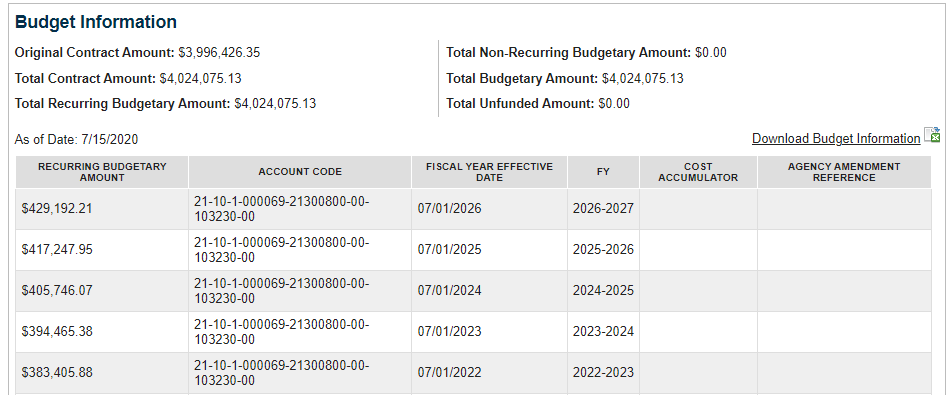 Budget Information
Original Contract Amount: $3,996,426.35
Total Contract Amount: $4,024,075.13
Total Recurring Budgetary Amount: $4,024,075.13
Total Non-Recurring Budgetary Amount: $0.00
Total Budgetary Amount: $4,024,075.13
Total Unfunded Amount: $0.00
As of Date: 7/15/2020
Download Budget Information
RECURRING BUDGETARY AMOUNT ACCOUNT CODE FISCAL YEAR EFFECTIVE DATE FY COST ACCUMULATOR AGENCY AMENDMENT REFERENCE
$429,192.21 21-10-1-000069-21300800-00-103230-00 07/01/2026 2026-2027
$417,247.95 21-10-1-000069-21300800-00-103230-00 07/01/2025 2025-2026
$405,746.07 21-10-1-000069-21300800-00-103230-00 07/01/2024 2024-2025
$394,465.38 21-10-1-000069-21300800-00-103230-00 07/01/2023 2023-2024
$383,405.88 21-10-1-000069-21300800-00-103230-00 07/01/2022 2022-2023